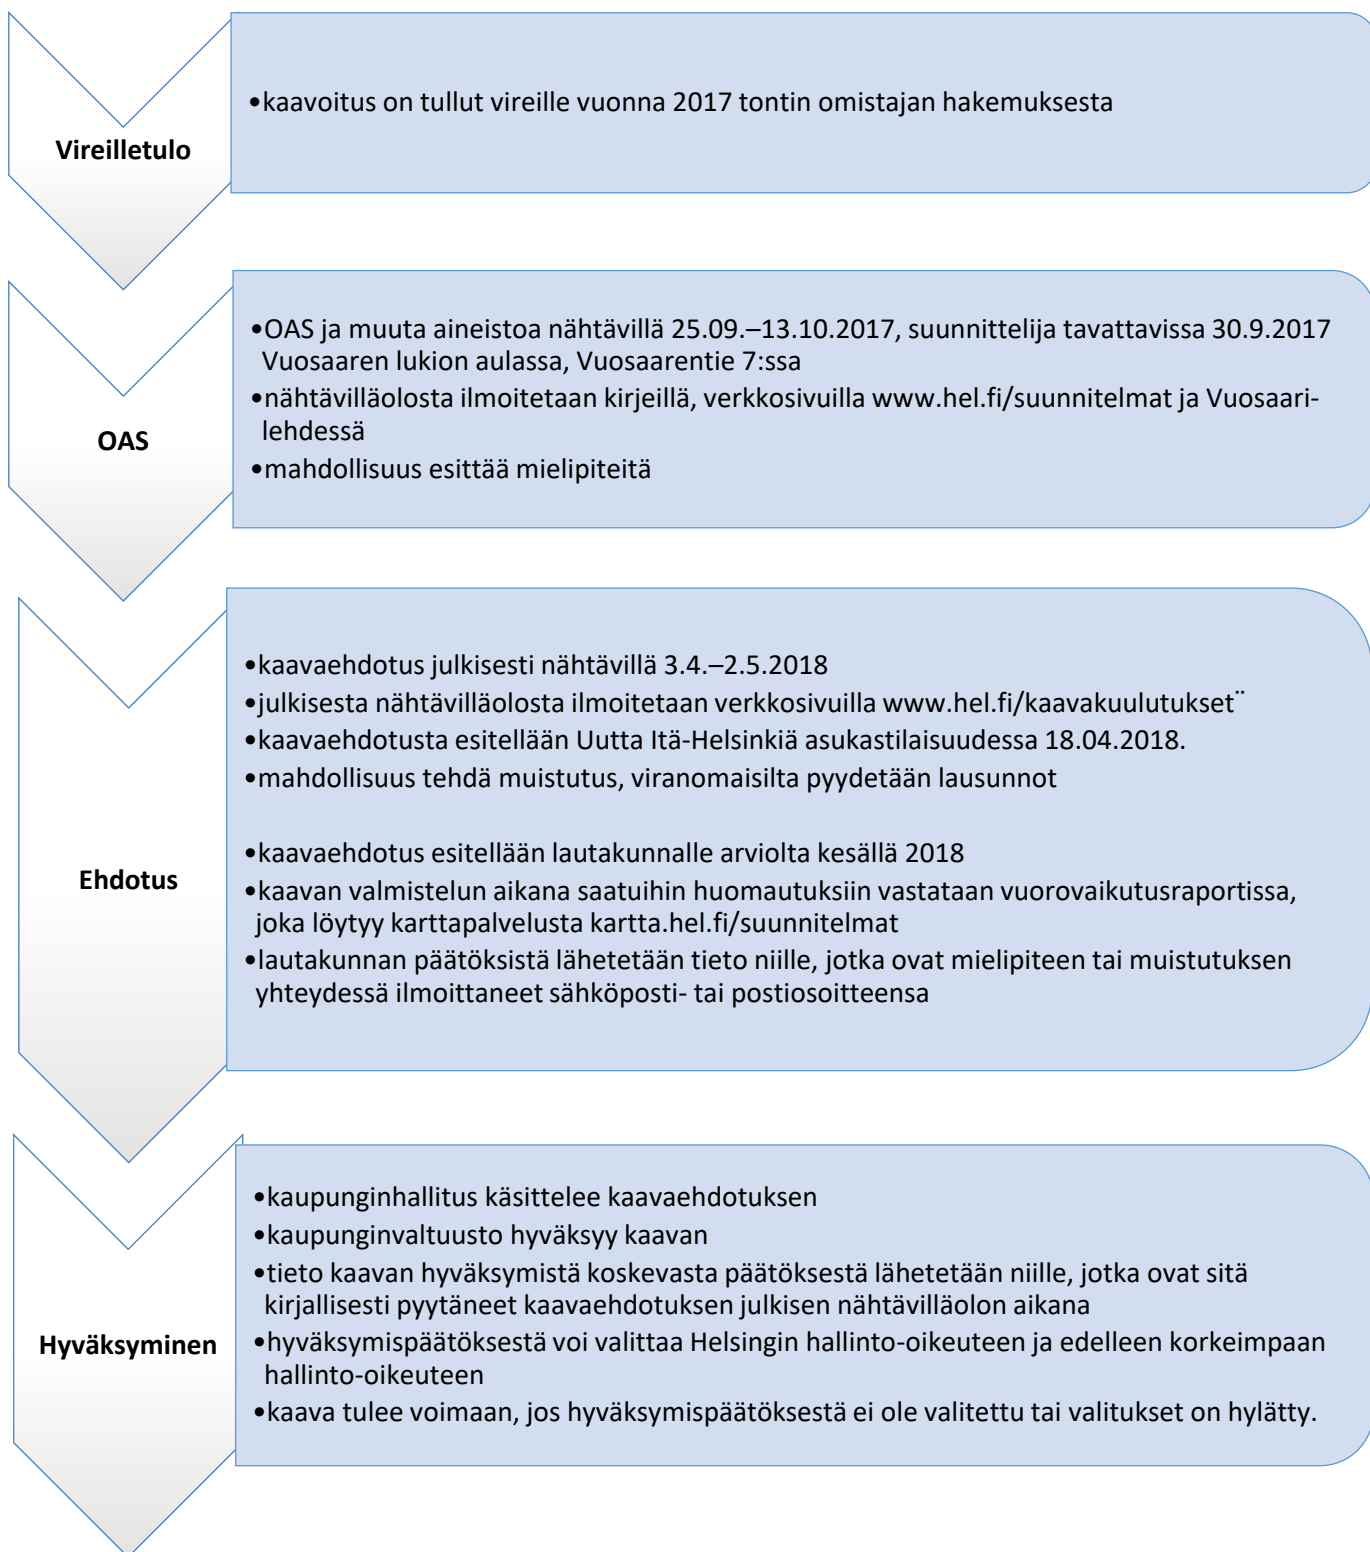 Vireilletulo
•kaavoitus on tullut vireille vuonna 2017 tontin omistajan hakemuksesta
OAS
•OAS ja muuta aineistoa nähtävillä 25.09.–13.10.2017, suunnittelija tavattavissa 30.9.2017
Vuosaaren lukion aulassa, Vuosaarentie 7:ssa
•nähtävilläolosta ilmoitetaan kirjeillä, verkkosivuilla www.hel.fi/suunnitelmat ja Vuosaari-
lehdessä
•mahdollisuus esittää mielipiteitä
Ehdotus
•kaavaehdotus julkisesti nähtävillä 3.4.–2.5.2018
•julkisesta nähtävilläolosta ilmoitetaan verkkosivuilla www.hel.fi/kaavakuulutukset¨
•kaavaehdotusta esitellään Uutta Itä-Helsinkiä asukastilaisuudessa 18.04.2018.
•mahdollisuus tehdä muistutus, viranomaisilta pyydetään lausunnot
•kaavaehdotus esitellään lautakunnalle arviolta kesällä 2018
•kaavan valmistelun aikana saatuihin huomautuksiin vastataan vuorovaikutusraportissa,
joka löytyy karttapalvelusta kartta.hel.fi/suunnitelmat
•lautakunnan päätöksistä lähetetään tieto niille, jotka ovat mielipiteen tai muistutuksen
yhteydessä ilmoittaneet sähköposti- tai postiosoitteensa
Hyväksyminen
•kaupunginhallitus käsittelee kaavaehdotuksen
•kaupunginvaltuusto hyväksyy kaavan
•tieto kaavan hyväksymistä koskevasta päätöksestä lähetetään niille, jotka ovat sitä
kirjallisesti pyytäneet kaavaehdotuksen julkisen nähtävilläolon aikana
•hyväksymispäätöksestä voi valittaa Helsingin hallinto-oikeuteen ja edelleen korkeimpaan
hallinto-oikeuteen
•kaava tulee voimaan, jos hyväksymispäätöksestä ei ole valitettu tai valitukset on hylätty.